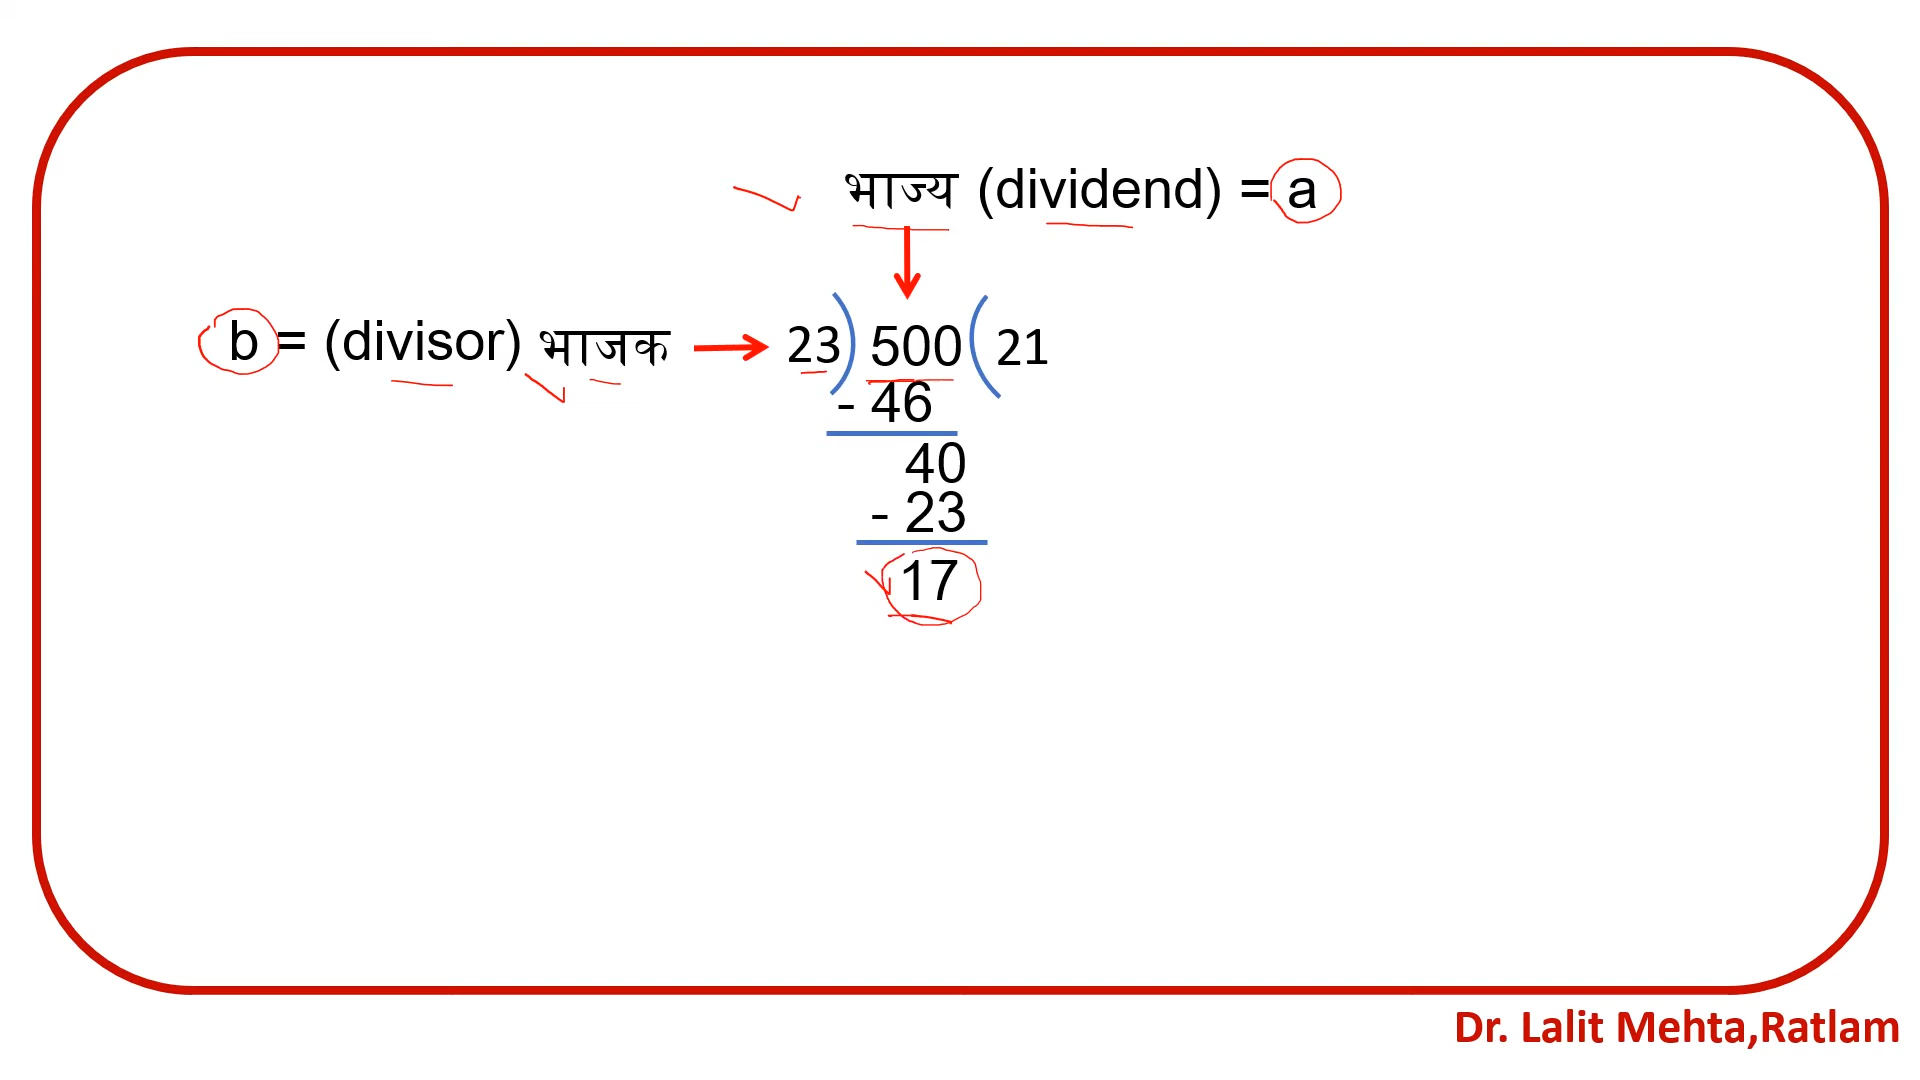 भाज्य (dividend) = a
b = (divisor) भाजक → 23) 500 (21
- 46
40
- 23
17
Dr. Lalit Mehta,Ratlam